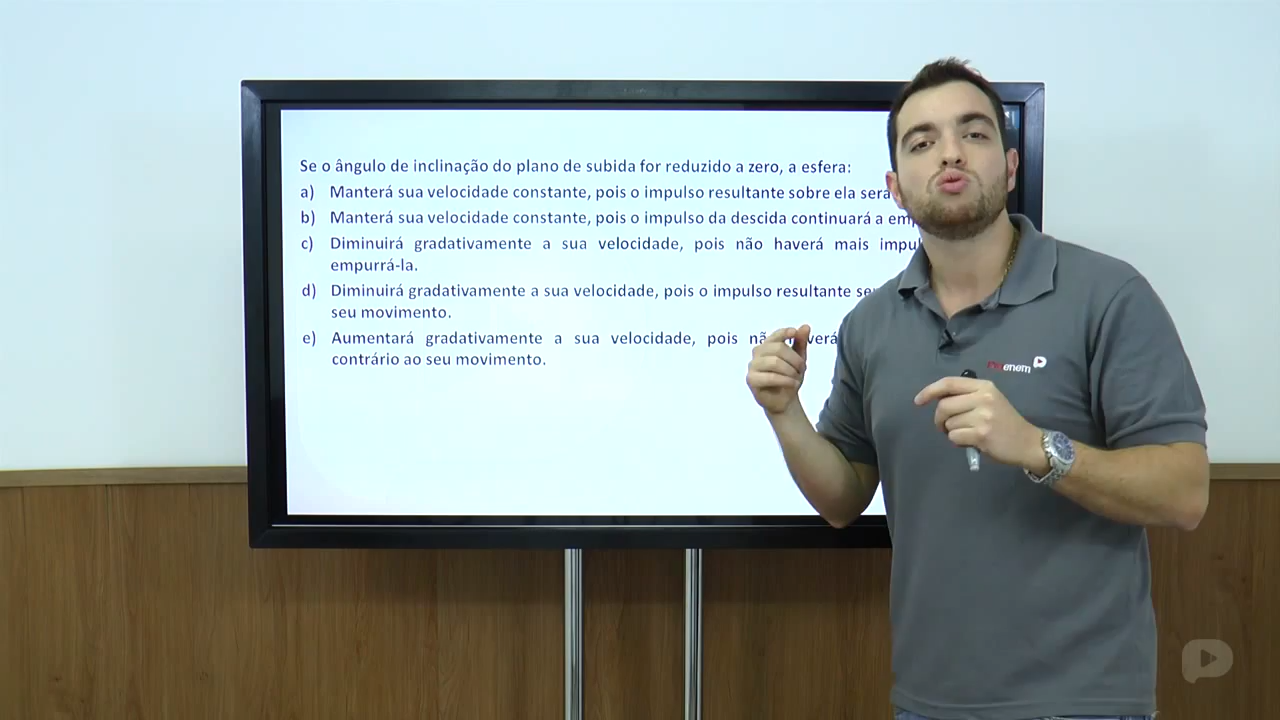 Se o ângulo de inclinação do plano de subida for reduzido a zero, a esfera:
a) Manterá sua velocidade constante, pois o impulso resultante sobre ela será
b) Manterá sua velocidade constante, pois o impulso da descida continuará a
c) Diminuirá gradativamente a sua velocidade, pois não haverá mais
empurrá-la.
d) Diminuirá gradativamente a sua velocidade, pois o impulso resultante
seu movimento.
e) Aumentará gradativamente a sua velocidade, pois
contrário ao seu movimento.
enem